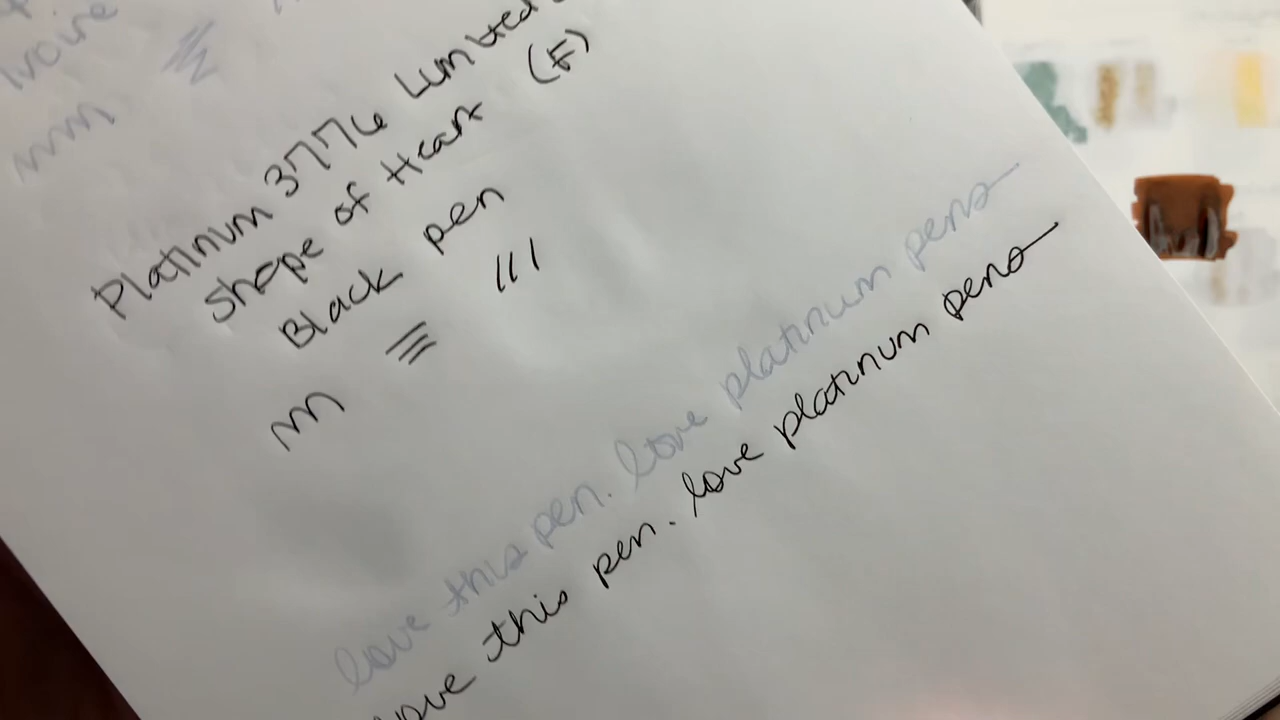 Ivoire
Platinum 3776 Limited
Shape of Heart (F)
Black pen
love this pen. love platinum pens
love this pen. love platinum pens